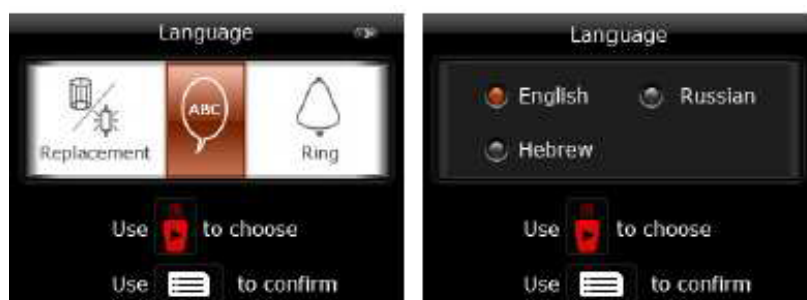 Language
ABC
Replacement
Ring
Use to choose
Use to confirm
Language
English
Russian
Hebrew
Use to choose
Use to confirm